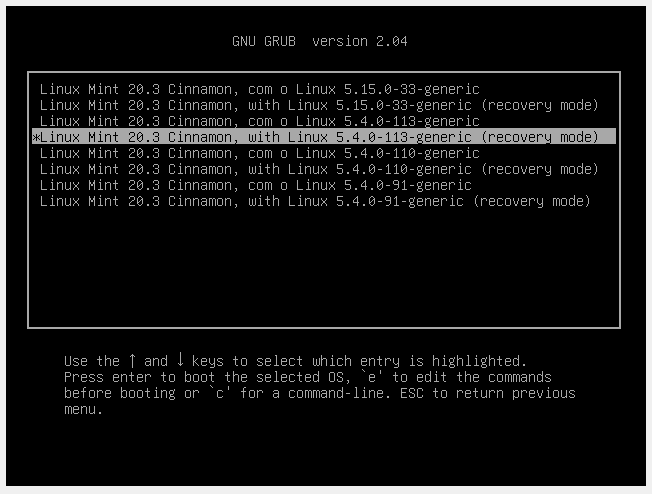 GNU GRUB version 2.04
Linux Mint 20.3 Cinnamon, com o Linux 5.15.0-33-generic
Linux Mint 20.3 Cinnamon, with Linux 5.15.0-33-generic (recovery mode)
Linux Mint 20.3 Cinnamon, com o Linux 5.4.0-113-generic
*Linux Mint 20.3 Cinnamon, with Linux 5.4.0-113-generic (recovery mode)
Linux Mint 20.3 Cinnamon, com o Linux 5.4.0-110-generic
Linux Mint 20.3 Cinnamon, with Linux 5.4.0-110-generic (recovery mode)
Linux Mint 20.3 Cinnamon, com o Linux 5.4.0-91-generic
Linux Mint 20.3 Cinnamon, with Linux 5.4.0-91-generic (recovery mode)
Use the ↑ and ↓ keys to select which entry is highlighted.
Press enter to boot the selected OS, `e' to edit the commands
before booting or `c' for a command-line. ESC to return previous
menu.